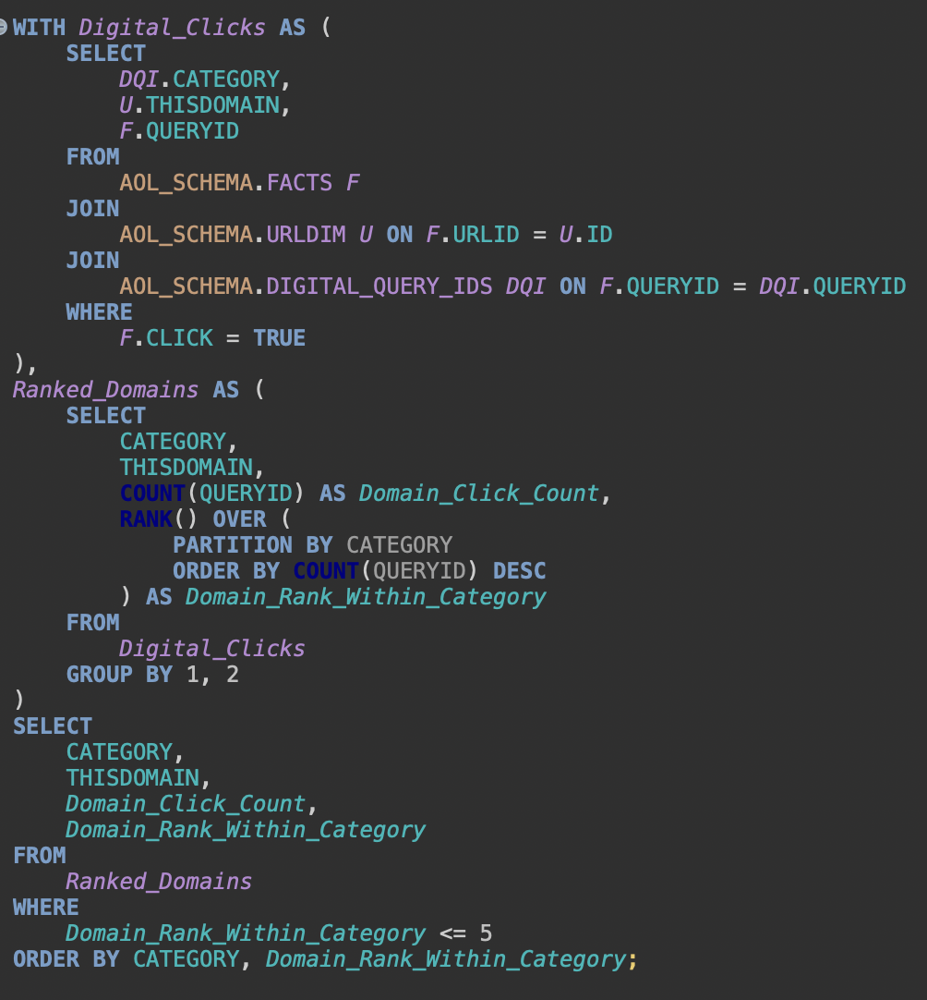 WITH Digital_Clicks AS (
    SELECT
        DQI.CATEGORY,
        U.THISDOMAIN,
        F.QUERYID
    FROM
        AOL_SCHEMA.FACTS F
    JOIN
        AOL_SCHEMA.URLDIM U ON F.URLID = U.ID
    JOIN
        AOL_SCHEMA.DIGITAL_QUERY_IDS DQI ON F.QUERYID = DQI.QUERYID
    WHERE
        F.CLICK = TRUE
),
Ranked_Domains AS (
    SELECT
        CATEGORY,
        THISDOMAIN,
        COUNT(QUERYID) AS Domain_Click_Count,
        RANK() OVER (
            PARTITION BY CATEGORY
            ORDER BY COUNT(QUERYID) DESC
        ) AS Domain_Rank_Within_Category
    FROM
        Digital_Clicks
    GROUP BY 1, 2
)
SELECT
    CATEGORY,
    THISDOMAIN,
    Domain_Click_Count,
    Domain_Rank_Within_Category
FROM
    Ranked_Domains
WHERE
    Domain_Rank_Within_Category <= 5
ORDER BY CATEGORY, Domain_Rank_Within_Category;